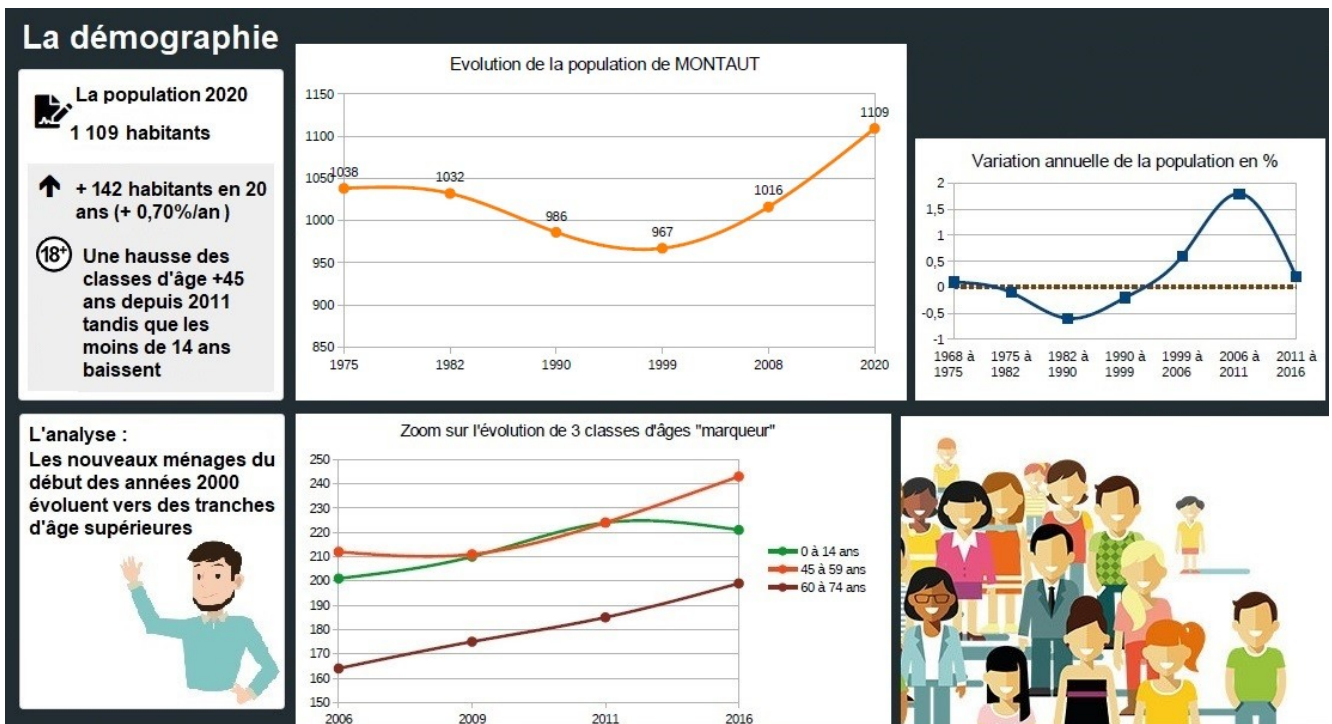 La démographie
La population 2020
1 109 habitants
+ 142 habitants en 20
ans (+ 0,70%/an )
18+
Une hausse des
classes d'âge +45
ans depuis 2011
tandis que les
moins de 14 ans
baissent
Evolution de la population de MONTAUT
1150
1100
1050
1000
950
900
850
1038
1032
986
967
1016
1109
1975
1982
1990
1999
2008
2020
Variation annuelle de la population en %
2
1,5
1
0,5
0
-0,5
-1
1968 à
1975
1975 à
1982
1982 à
1990
1990 à
1999
1999 à
2006
2006 à
2011
2011 à
2016
L'analyse :
Les nouveaux ménages du
début des années 2000
évoluent vers des tranches
d'âge supérieures
Zoom sur l'évolution de 3 classes d'âges "marqueur"
250
240
230
220
210
200
190
180
170
160
150
2006
2009
2011
2016
0 à 14 ans
45 à 59 ans
60 à 74 ans